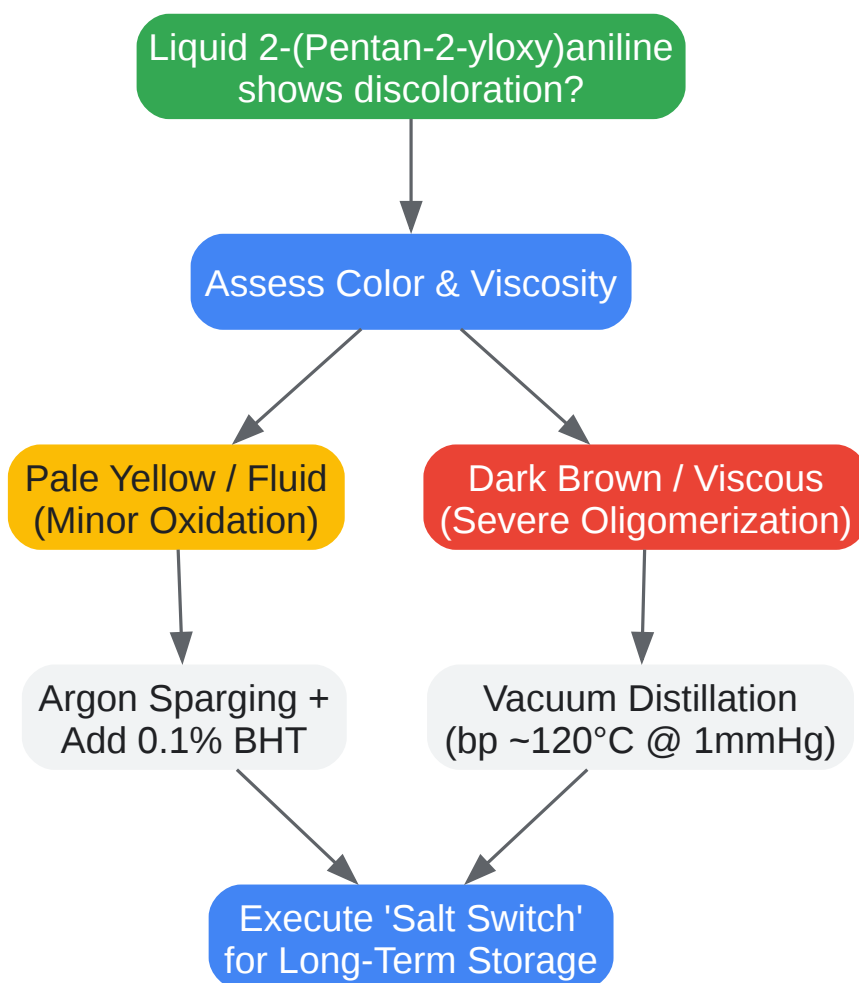 Liquid 2-(Pentan-2-yloxy)aniline
shows discoloration?
Assess Color & Viscosity
Pale Yellow / Fluid
(Minor Oxidation)
Dark Brown / Viscous
(Severe Oligomerization)
Argon Sparging +
Add 0.1% BHT
Vacuum Distillation
(bp ~120°C @ 1mmHg)
Execute 'Salt Switch'
for Long-Term Storage